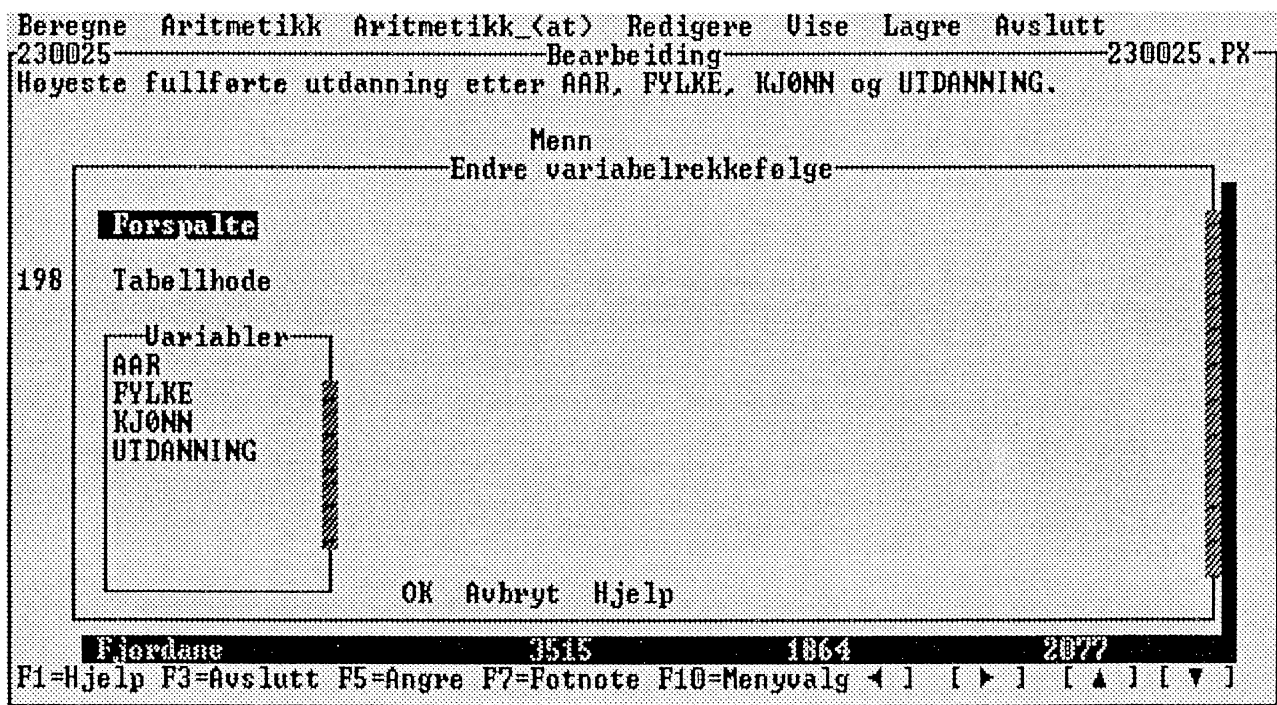 Beregne Aritmetikk Aritmetikk_(at) Redigere Vise Lagre Avslutt
230025 Bearbeiding 230025.PX
Høyeste fullførte utdanning etter AAR, FYLKE, KJØNN og UTDANNING.
Menn
Endre variabelrekkefølge
Forspalte
198 Tabellhode
Variabler
AAR
FYLKE
KJØNN
UTDANNING
OK Avbryt Hjelp
Fjordane 3515 1864 2077
F1=Hjelp F3=Avslutt F5=Angre F7=Fotnote F10=Menyvalg ◄ ] [ ► ] [ ▲ ] [ ▼ ]